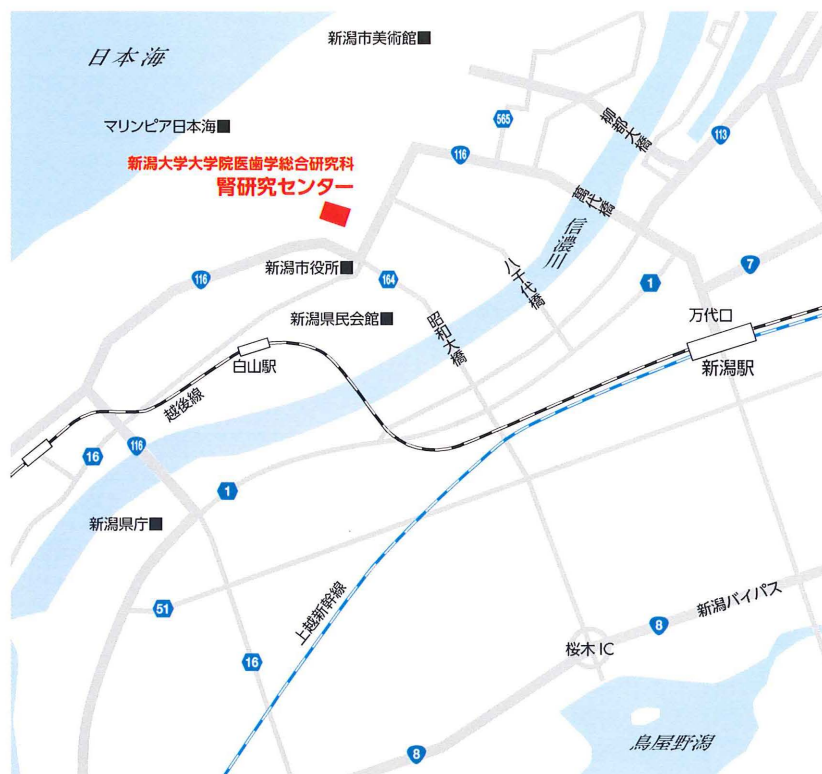 新潟市美術館
日本海
マリンピア日本海
565
柳都大橋
113
新潟大学大学院医歯学総合研究科
腎研究センター
116
萬代橋
信濃川
新潟市役所
116
164
八千代橋
1
7
新潟県民会館
昭和大橋
万代口
白山駅
新潟駅
越後線
116
16
1
新潟県庁
51
上越新幹線
新潟バイパス
8
桜木 IC
16
鳥屋野潟
8